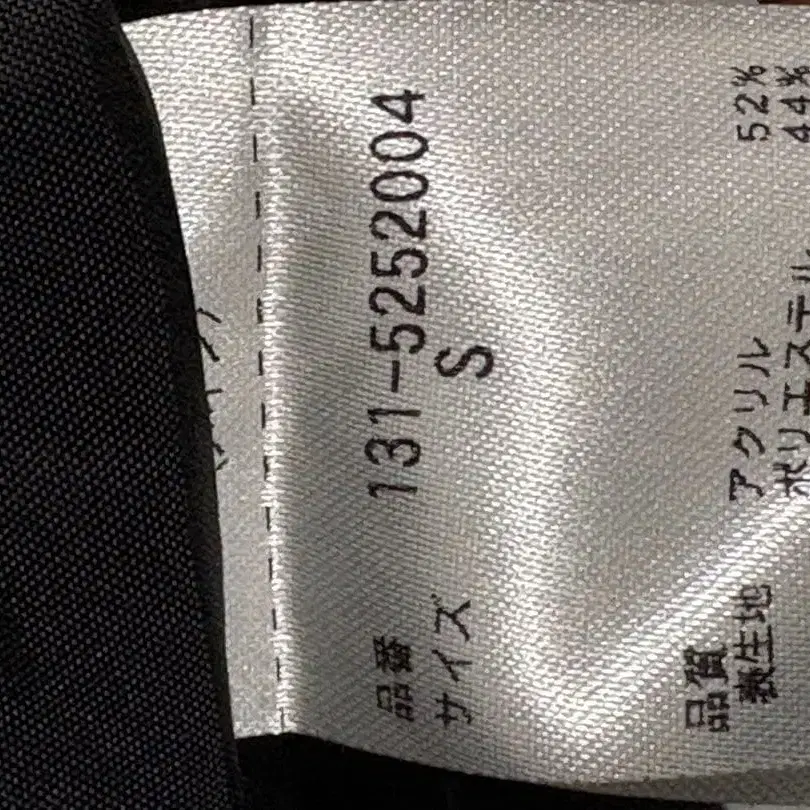 品番 131-5252004
サイズ S
品質
表生地 アクリル 52%
ポリエステル 44%